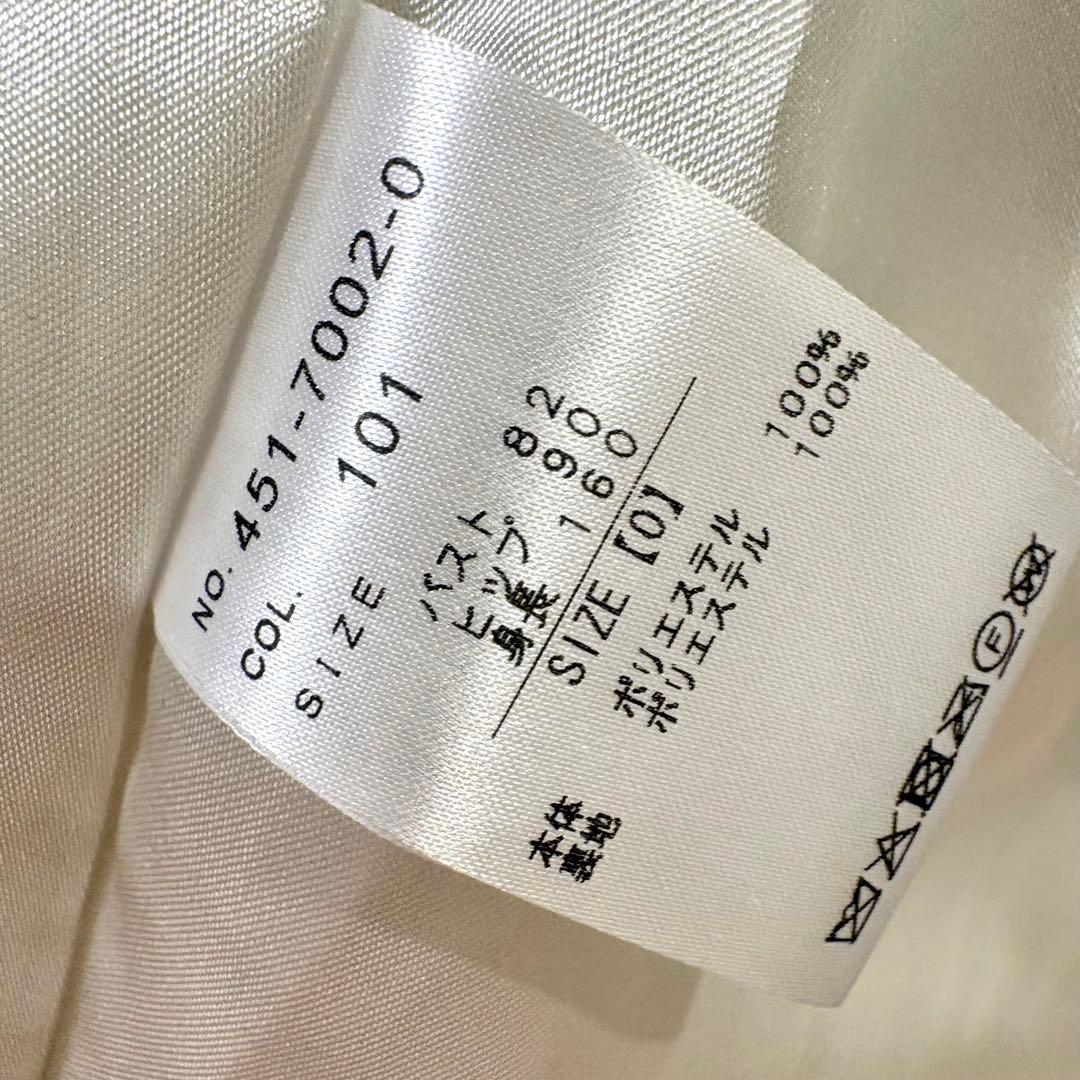 NO. 451-7002-0
COL. 101
SIZE
バスト 82
ヒップ 90
身長 160
SIZE【0】
本体 ポリエステル 100%
裏地 ポリエステル 100%
F
W